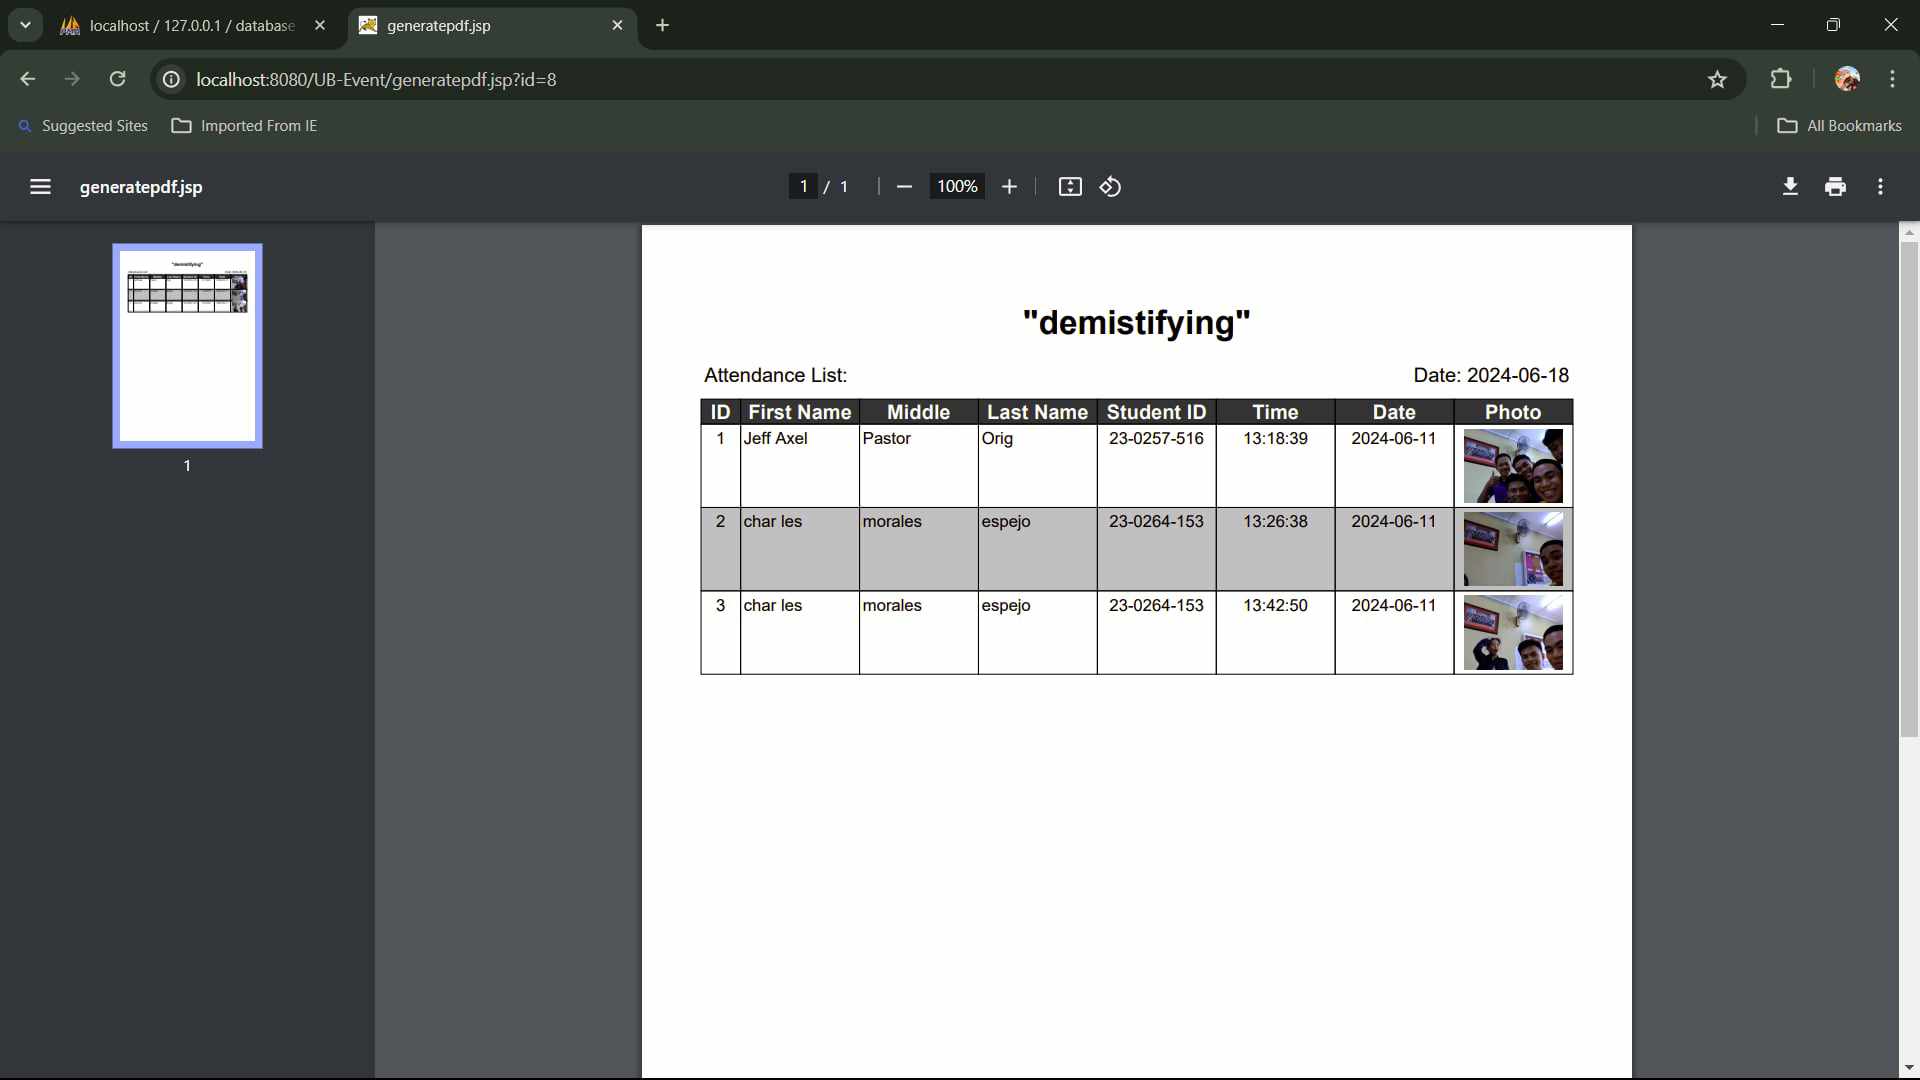 localhost / 127.0.0.1 / database
generatepdf.jsp
localhost:8080/UB-Event/generatepdf.jsp?id=8
Suggested Sites
Imported From IE
All Bookmarks
generatepdf.jsp
1 / 1
100%
1
"demistifying"
Attendance List:
Date: 2024-06-18
ID First Name Middle Last Name Student ID Time Date Photo
1 Jeff Axel Pastor Orig 23-0257-516 13:18:39 2024-06-11
2 char les morales espejo 23-0264-153 13:26:38 2024-06-11
3 char les morales espejo 23-0264-153 13:42:50 2024-06-11